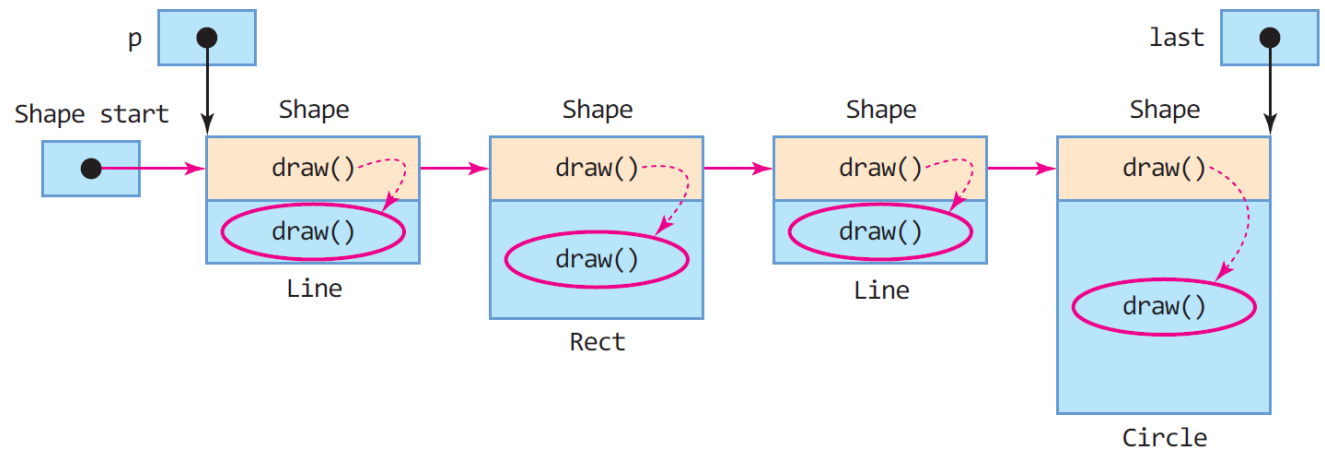 p
last
Shape start
Shape
Shape
Shape
Shape
draw()
draw()
draw()
draw()
draw()
draw()
draw()
draw()
Line
Rect
Line
Circle